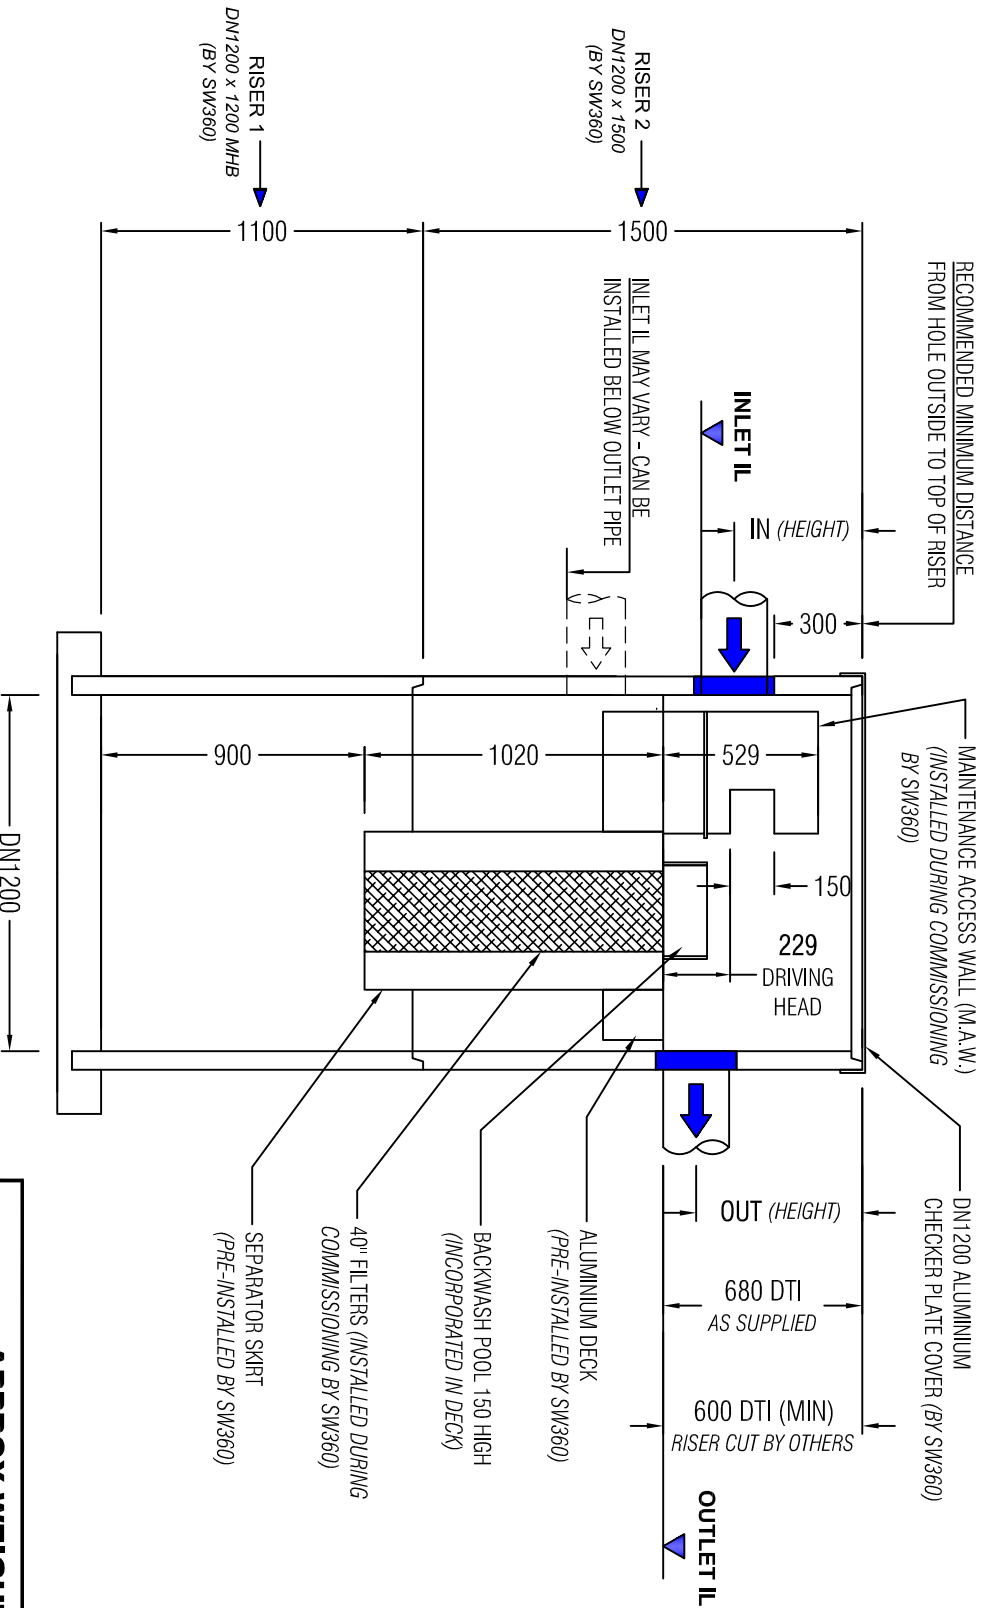 RECOMMENDED MINIMUM DISTANCE
FROM HOLE OUTSIDE TO TOP OF RISER
MAINTENANCE ACCESS WALL (M.A.W.)
(INSTALLED DURING COMMISSIONING
BY SW360)
DN1200 ALUMINIUM
CHECKER PLATE COVER (BY SW360)
INLET IL
IN (HEIGHT)
300
INLET IL MAY VARY - CAN BE
INSTALLED BELOW OUTLET PIPE
RISER 2
DN1200 x 1500
(BY SW360)
1500
RISER 1
DN1200 x 1200 MHB
(BY SW360)
1100
529
1020
900
150
229
DRIVING
HEAD
DN1200
OUT (HEIGHT)
680 DTI
AS SUPPLIED
600 DTI (MIN)
RISER CUT BY OTHERS
OUTLET IL
ALUMINIUM DECK
(PRE-INSTALLED BY SW360)
BACKWASH POOL 150 HIGH
(INCORPORATED IN DECK)
40" FILTERS (INSTALLED DURING
COMMISSIONING BY SW360)
SEPARATOR SKIRT
(PRE-INSTALLED BY SW360)